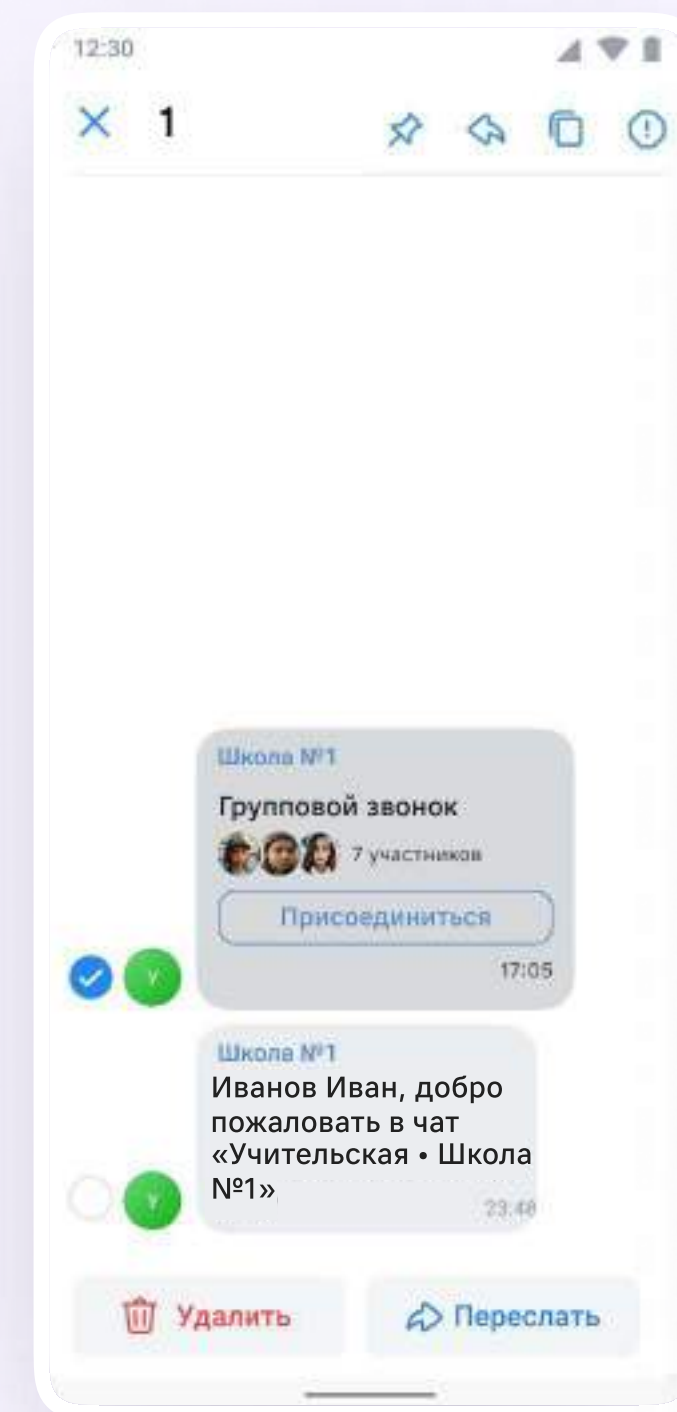 12:30
1
Школа №1
Групповой звонок
7 участников
Присоединиться
17:05
У
Школа №1
Иванов Иван, добро
пожаловать в чат
«Учительская • Школа
№1»
23:48
У
Удалить
Переслать